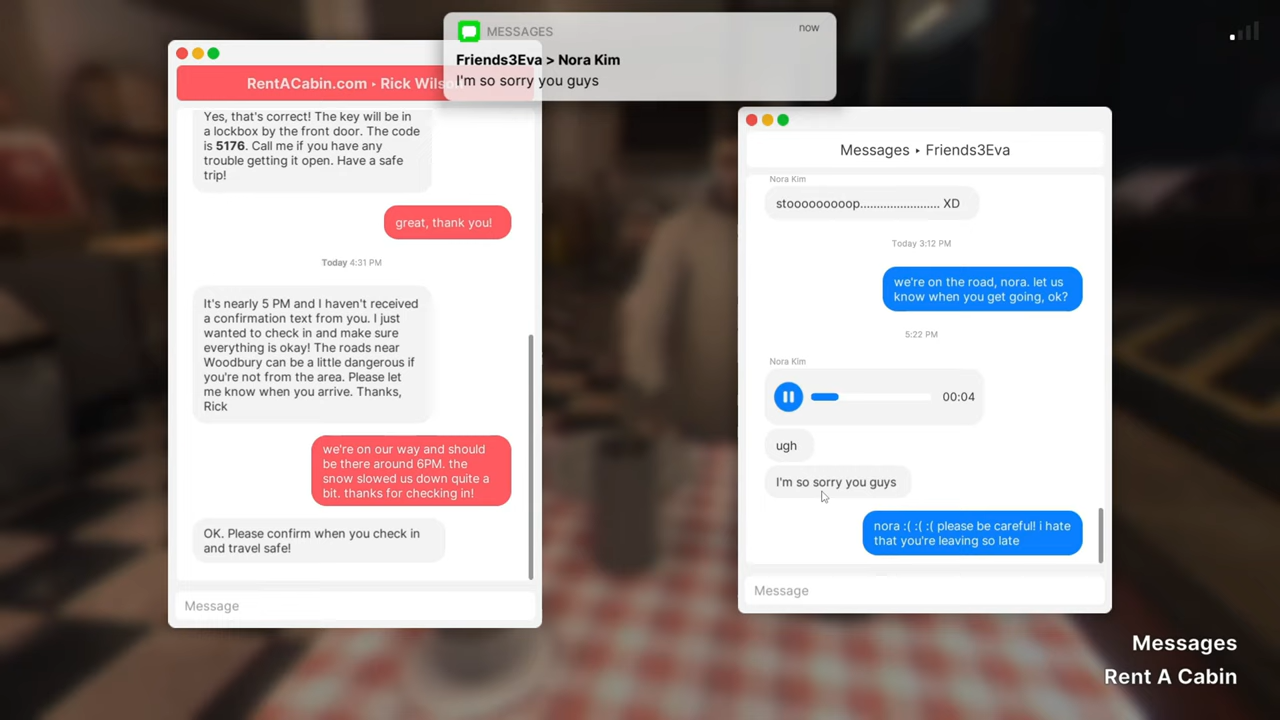 MESSAGES
now
Friends3Eva > Nora Kim
I'm so sorry you guys
RentACabin.com ▸ Rick Wilson
Yes, that's correct! The key will be in
a lockbox by the front door. The code
is 5176. Call me if you have any
trouble getting it open. Have a safe
trip!
great, thank you!
Today 4:31 PM
It's nearly 5 PM and I haven't received
a confirmation text from you. I just
wanted to check in and make sure
everything is okay! The roads near
Woodbury can be a little dangerous if
you're not from the area. Please let
me know when you arrive. Thanks,
Rick
we're on our way and should
be there around 6PM. the
snow slowed us down quite a
bit. thanks for checking in!
OK. Please confirm when you check in
and travel safe!
Message
Messages ▸ Friends3Eva
Nora Kim
stooooooooop........................ XD
Today 3:12 PM
we're on the road, nora. let us
know when you get going, ok?
5:22 PM
Nora Kim
00:04
ugh
I'm so sorry you guys
nora :( :( :( please be careful! i hate
that you're leaving so late
Message
Messages
Rent A Cabin